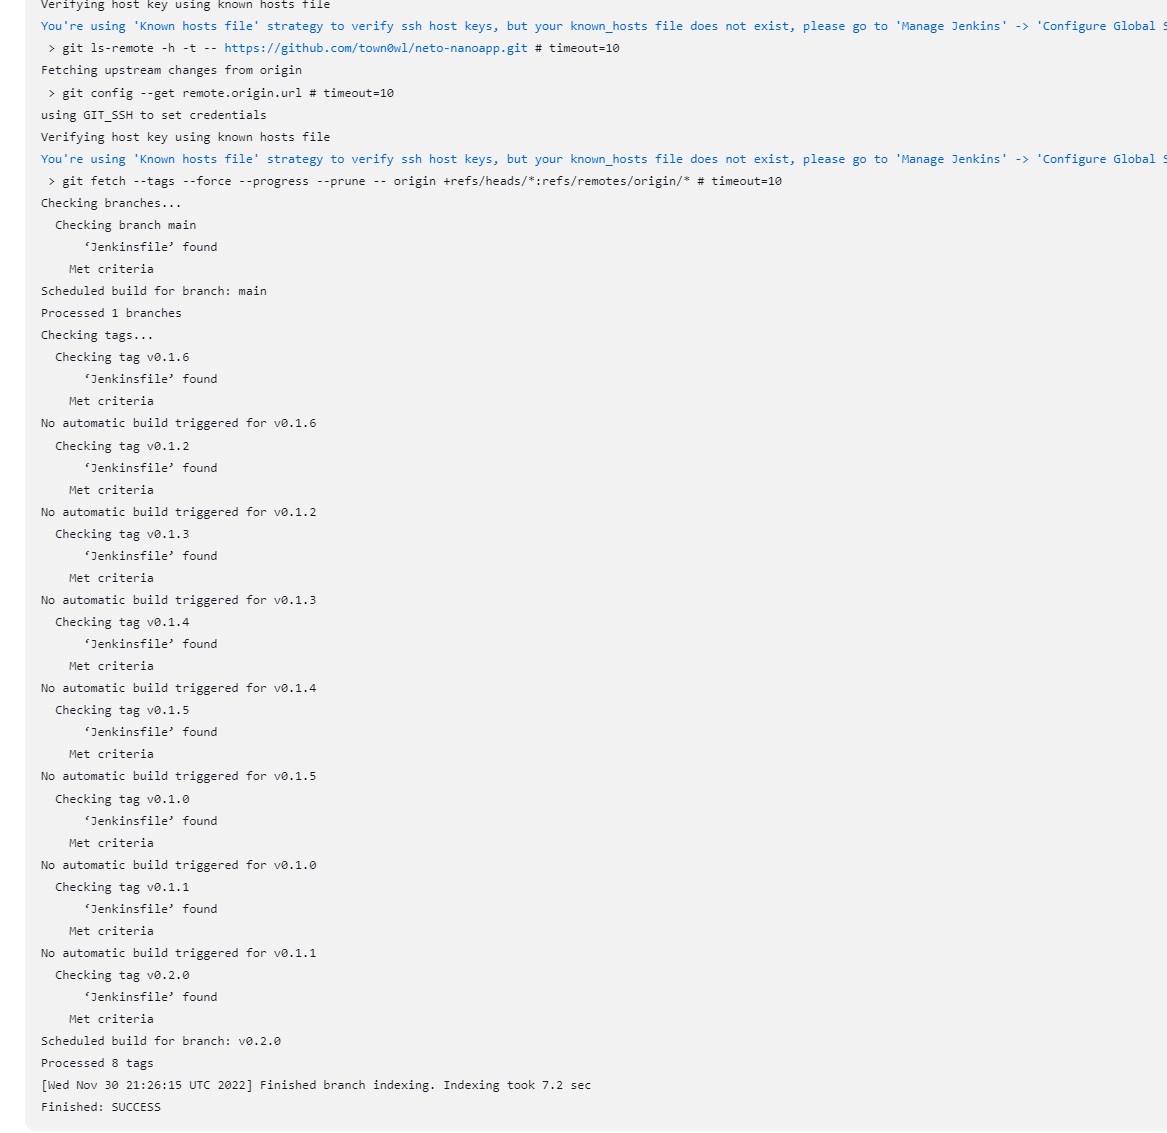 Verifying host key using known hosts file
You're using 'Known hosts file' strategy to verify ssh host keys, but your known_hosts file does not exist, please go to 'Manage Jenkins' -> 'Configure Global S
 > git ls-remote -h -t -- https://github.com/town0wl/neto-nanoapp.git # timeout=10
Fetching upstream changes from origin
 > git config --get remote.origin.url # timeout=10
using GIT_SSH to set credentials
Verifying host key using known hosts file
You're using 'Known hosts file' strategy to verify ssh host keys, but your known_hosts file does not exist, please go to 'Manage Jenkins' -> 'Configure Global S
 > git fetch --tags --force --progress --prune -- origin +refs/heads/*:refs/remotes/origin/* # timeout=10
Checking branches...
  Checking branch main
      ‘Jenkinsfile’ found
    Met criteria
Scheduled build for branch: main
Processed 1 branches
Checking tags...
  Checking tag v0.1.6
      ‘Jenkinsfile’ found
    Met criteria
No automatic build triggered for v0.1.6
  Checking tag v0.1.2
      ‘Jenkinsfile’ found
    Met criteria
No automatic build triggered for v0.1.2
  Checking tag v0.1.3
      ‘Jenkinsfile’ found
    Met criteria
No automatic build triggered for v0.1.3
  Checking tag v0.1.4
      ‘Jenkinsfile’ found
    Met criteria
No automatic build triggered for v0.1.4
  Checking tag v0.1.5
      ‘Jenkinsfile’ found
    Met criteria
No automatic build triggered for v0.1.5
  Checking tag v0.1.0
      ‘Jenkinsfile’ found
    Met criteria
No automatic build triggered for v0.1.0
  Checking tag v0.1.1
      ‘Jenkinsfile’ found
    Met criteria
No automatic build triggered for v0.1.1
  Checking tag v0.2.0
      ‘Jenkinsfile’ found
    Met criteria
Scheduled build for branch: v0.2.0
Processed 8 tags
[Wed Nov 30 21:26:15 UTC 2022] Finished branch indexing. Indexing took 7.2 sec
Finished: SUCCESS